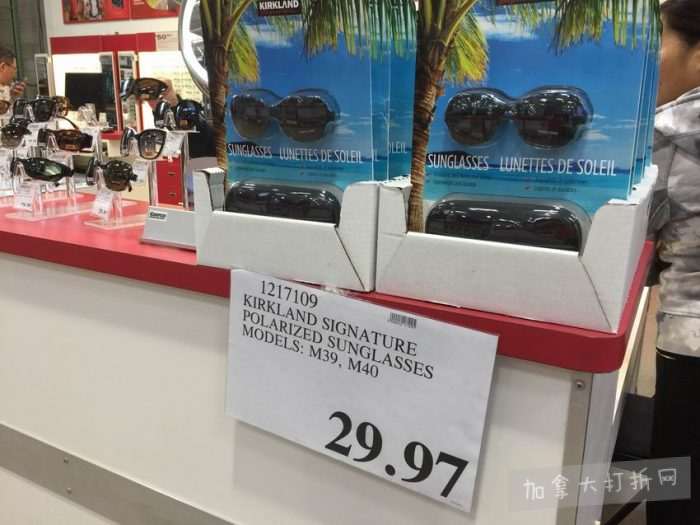 KIRKLAND
KIRKLAND
SUNGLASSES LUNETTES DE SOLEIL
SUNGLASSES LUNETTES DE SOLEIL
1217109
KIRKLAND SIGNATURE
POLARIZED SUNGLASSES
MODELS: M39, M40
29.97
加拿大打折网